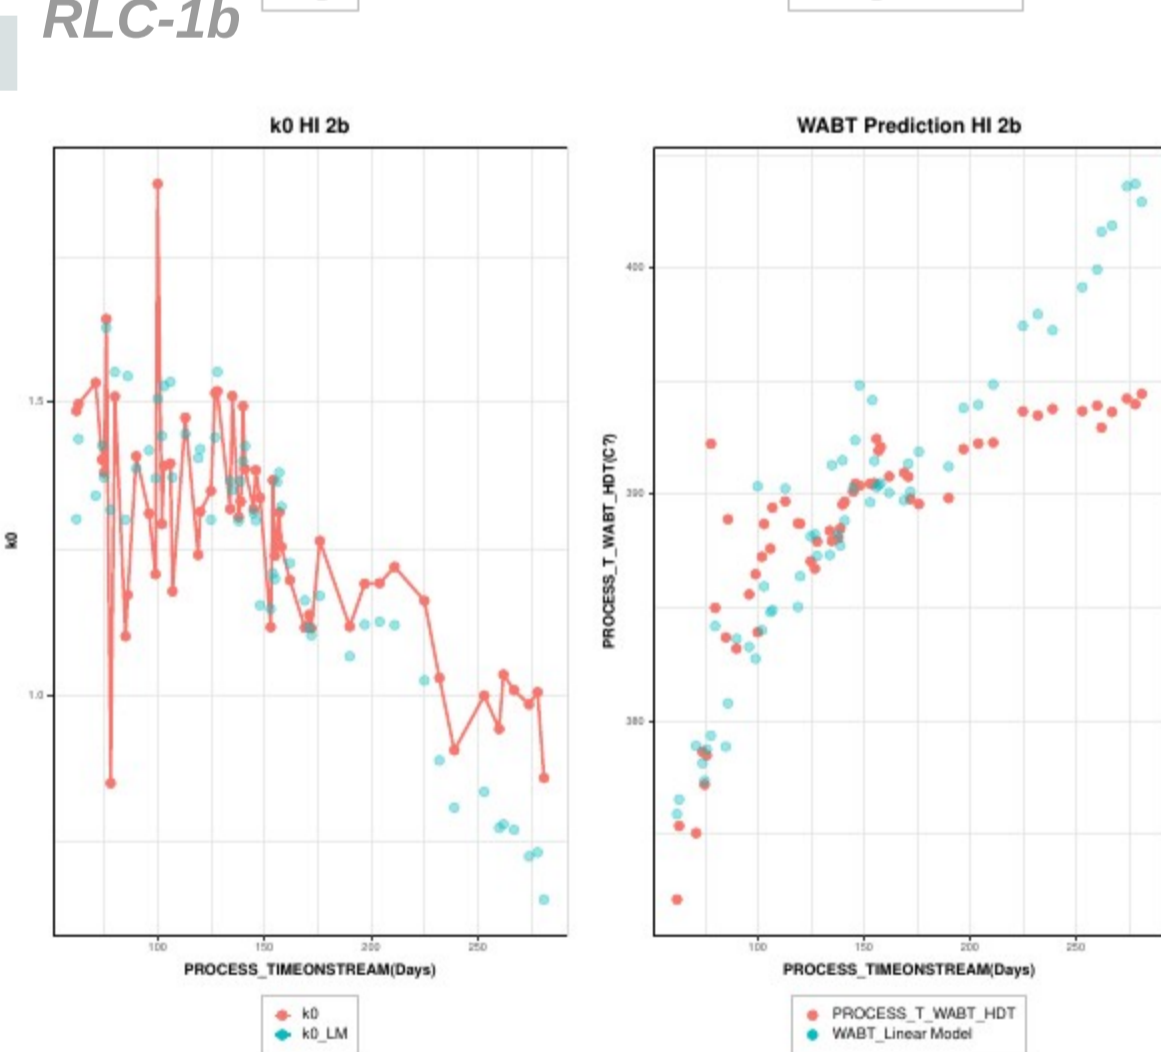 RLC-1b
k0 HI 2b
WABT Prediction HI 2b
k0
1.5
1.0
100 150 200 250
PROCESS_TIMEONSTREAM(Days)
k0
k0_LM
PROCESS_T_WABT_HDT(C?)
400
390
380
100 150 200 250
PROCESS_TIMEONSTREAM(Days)
PROCESS_T_WABT_HDT
WABT_Linear Model